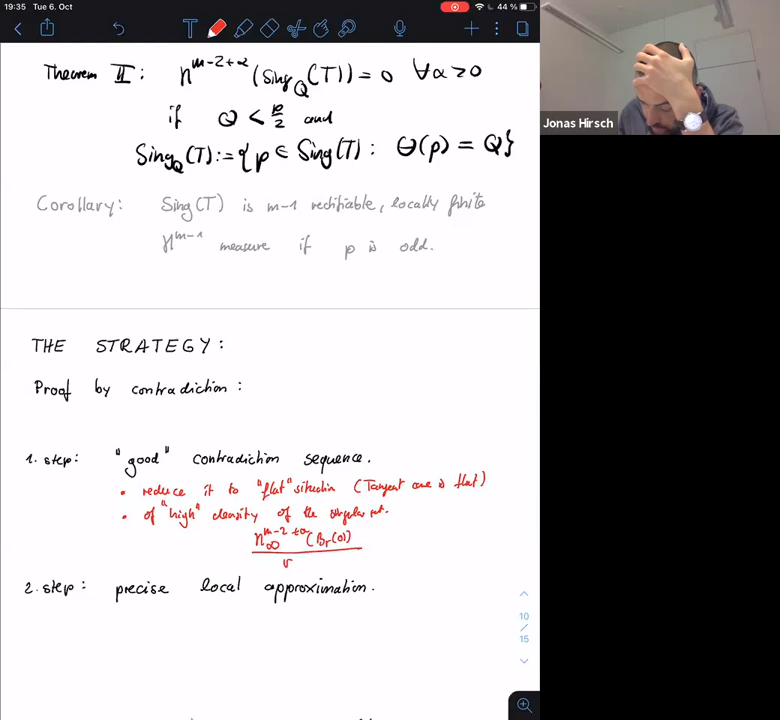 19:35 Tue 6. Oct
44 %
Theorem II: H^{m-2+α} (Sing_Q (T)) = 0 ∀α>0
if Q < p/2 and
Sing_Q (T) := {p ∈ Sing(T) : Θ(p) = Q}
Jonas Hirsch
Corollary: Sing(T) is m-1 rectifiable, locally finite
H^{m-1} measure if p is odd.
THE STRATEGY:
Proof by contradiction:
1. step: "good" contradiction sequence.
• reduce it to "flat" situation (Tangent cone is flat)
• of "high" density of the singular set.
H_∞^{m-2+α} (B_r(0))
r
2. step: precise local approximation.
10
/
15